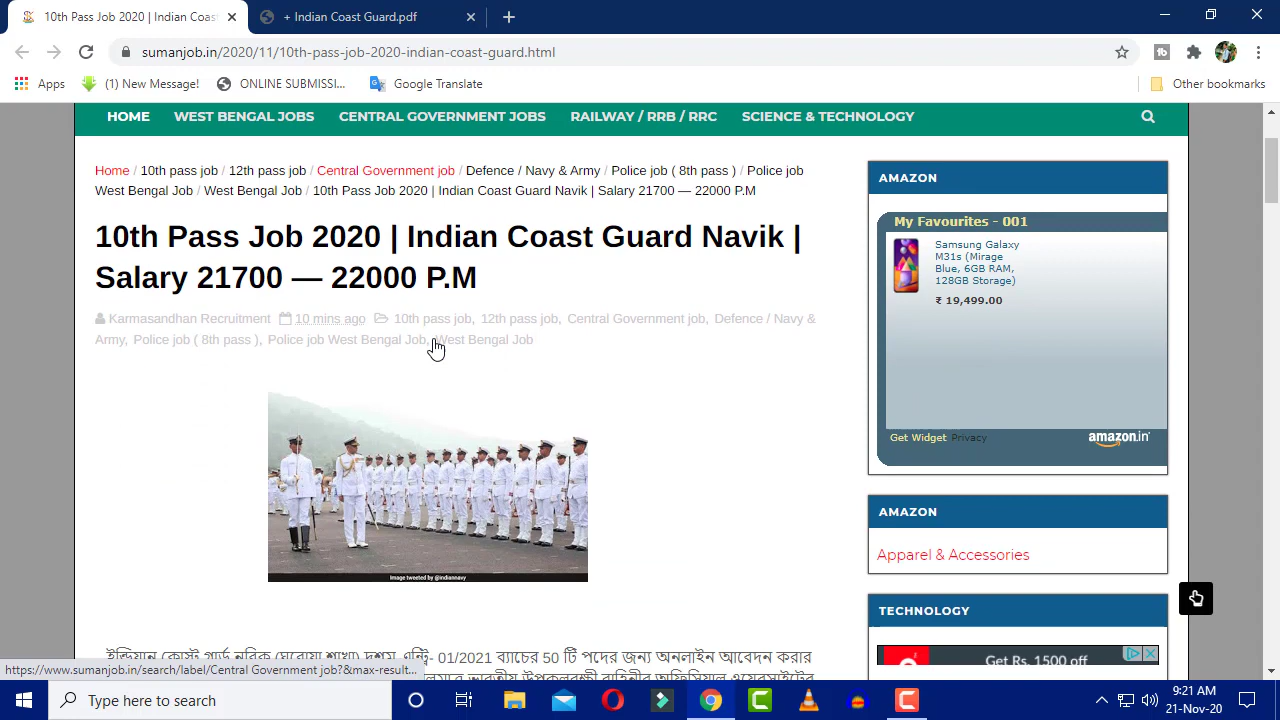 10th Pass Job 2020 | Indian Coast
+ Indian Coast Guard.pdf
sumanjob.in/2020/11/10th-pass-job-2020-indian-coast-guard.html
Apps
(1) New Message!
ONLINE SUBMISSI...
Google Translate
Other bookmarks
HOME WEST BENGAL JOBS CENTRAL GOVERNMENT JOBS RAILWAY / RRB / RRC SCIENCE & TECHNOLOGY
Home / 10th pass job / 12th pass job / Central Government job / Defence / Navy & Army / Police job ( 8th pass ) / Police job
West Bengal Job / West Bengal Job / 10th Pass Job 2020 | Indian Coast Guard Navik | Salary 21700 — 22000 P.M
10th Pass Job 2020 | Indian Coast Guard Navik |
Salary 21700 — 22000 P.M
Karmasandhan Recruitment 10 mins ago 10th pass job, 12th pass job, Central Government job, Defence / Navy &
Army, Police job ( 8th pass ), Police job West Bengal Job, West Bengal Job
Image tweeted by @indiannavy
ইন্ডিয়ান কোস্ট গার্ড নাবিক (ঘরোয়া শাখা) দশম এন্ট্রি- 01/2021 ব্যাচের 50 টি পদের জন্য অনলাইন আবেদন করার
AMAZON
My Favourites - 001
Samsung Galaxy
M31s (Mirage
Blue, 6GB RAM,
128GB Storage)
₹ 19,499.00
Get Widget Privacy
amazon.in
AMAZON
Apparel & Accessories
TECHNOLOGY
Get Rs. 1500 off
https://www.sumanjob.in/search/label/Central Government job?&max-result...
Type here to search
9:21 AM
21-Nov-20